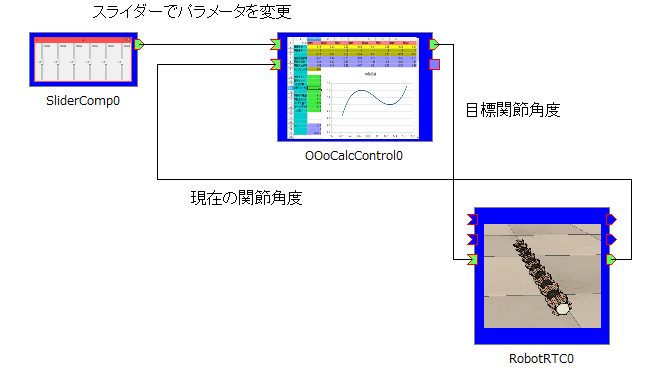 スライダーでパラメータを変更
SliderComp0
OOoCalcControl0
目標関節角度
現在の関節角度
RobotRTC0